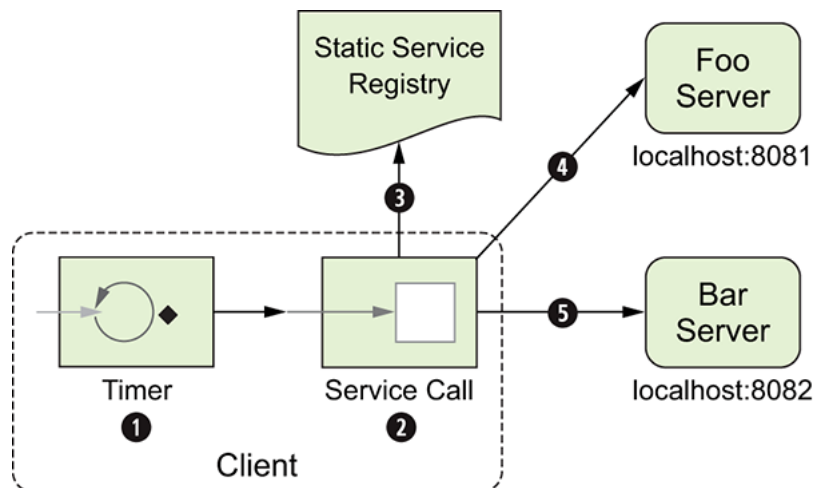 Static Service
Registry
Foo
Server
localhost:8081
4
3
Timer
1
Service Call
2
5
Bar
Server
localhost:8082
Client